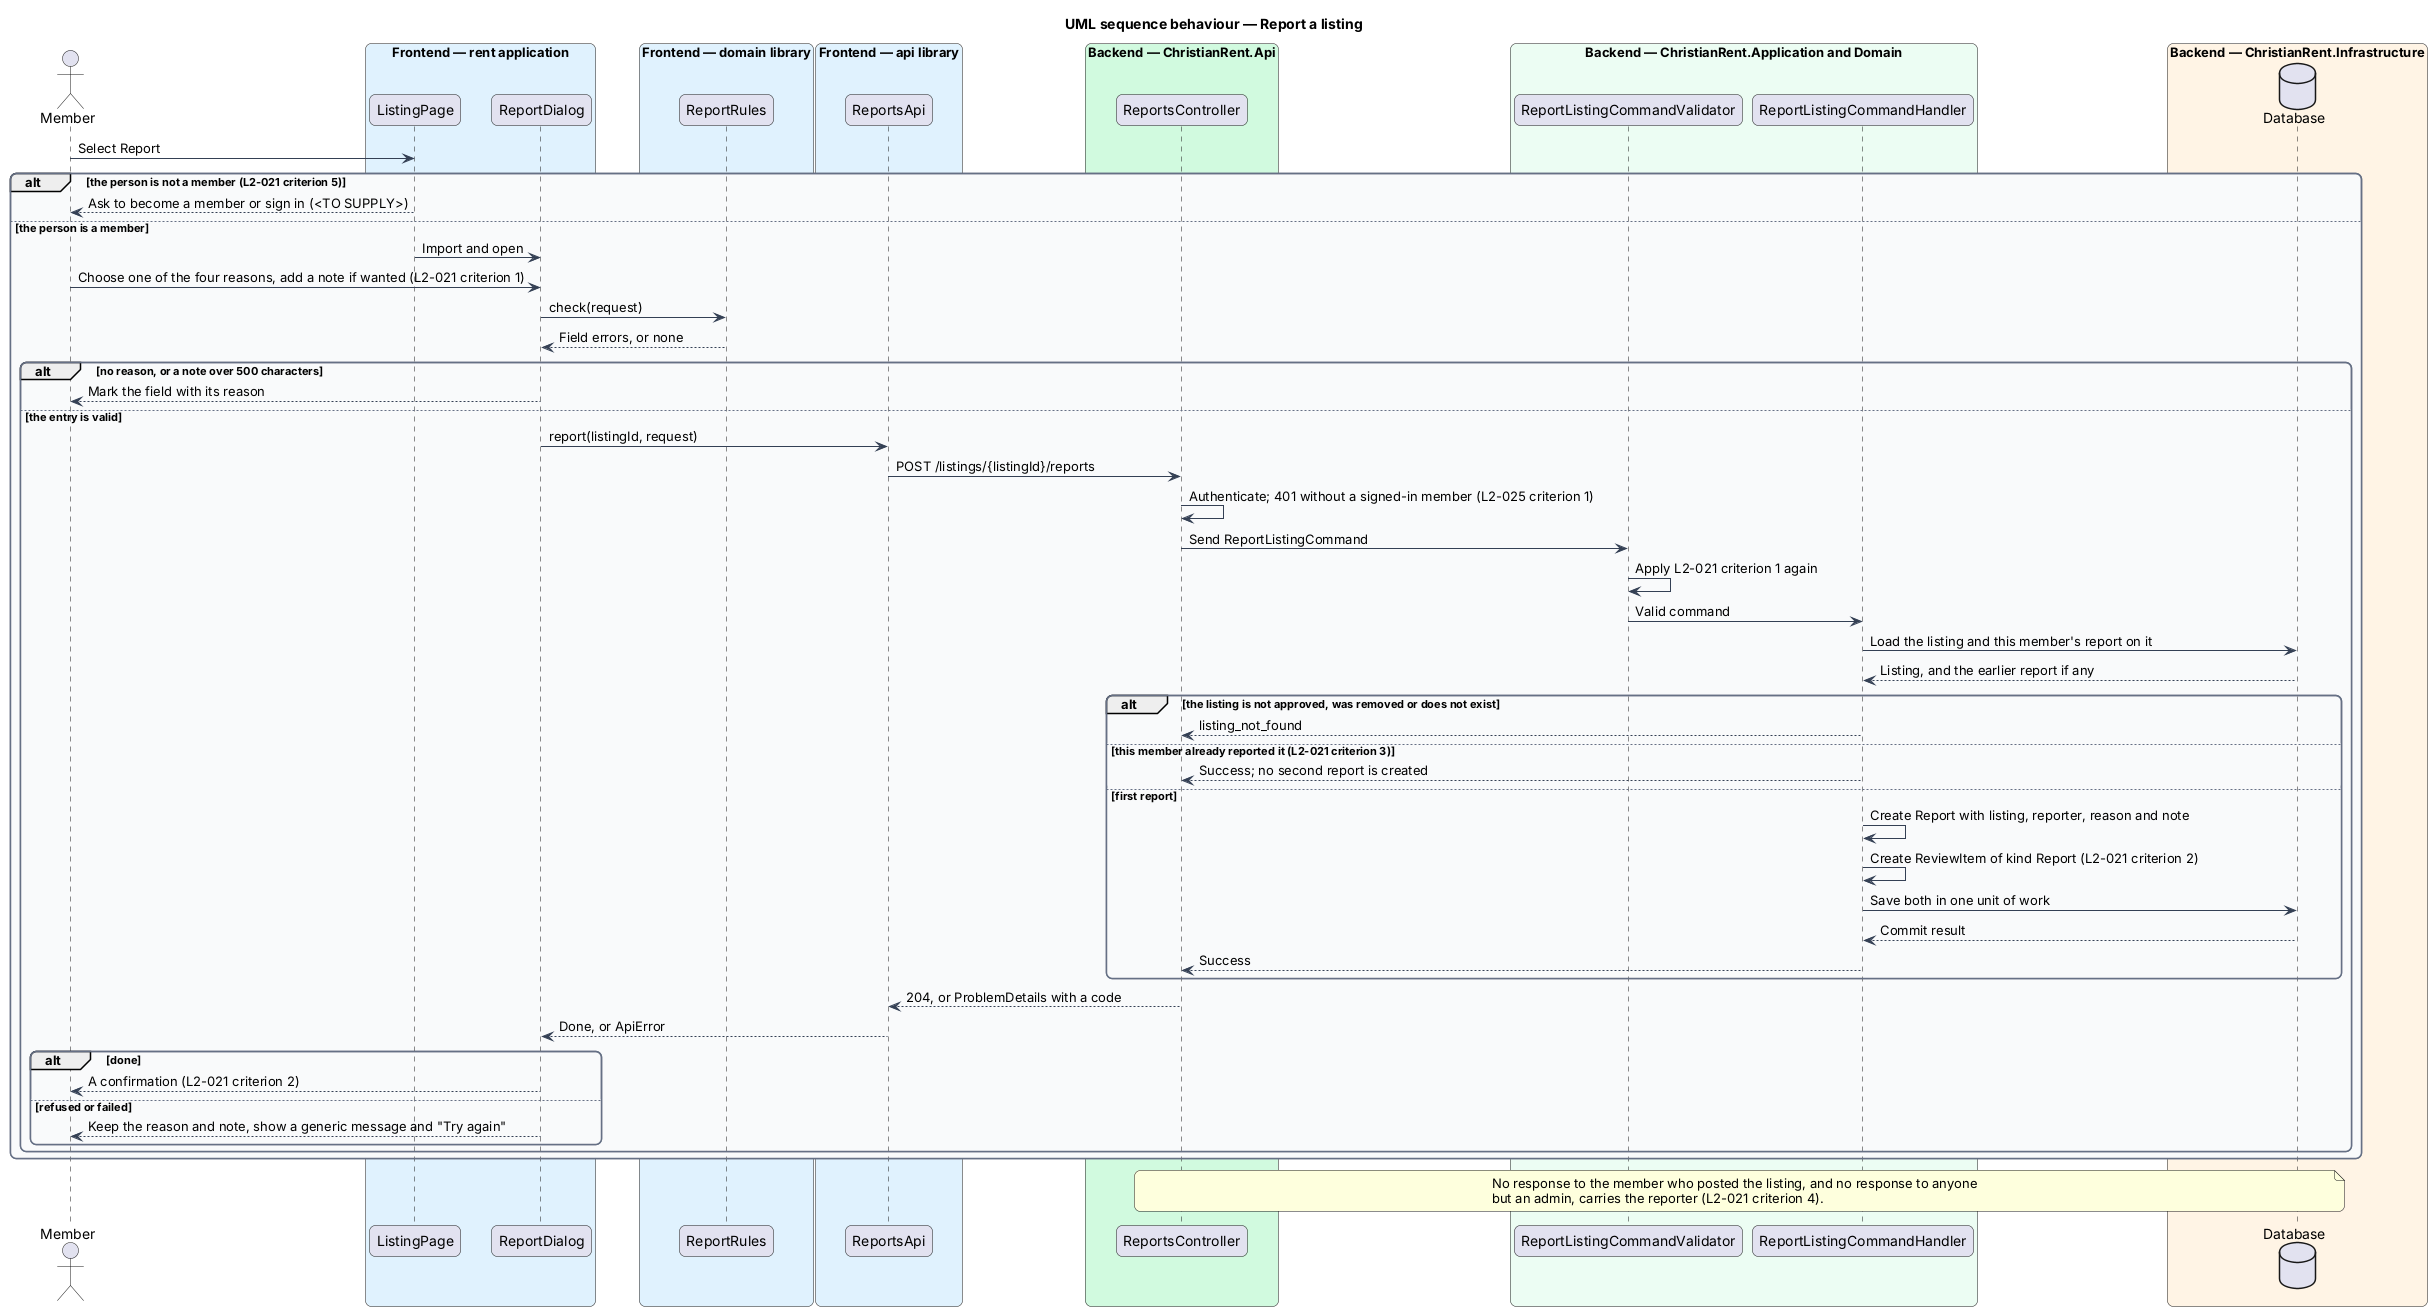 UML sequence behaviour — Report a listing
Frontend — rent application
Frontend — domain library
Frontend — api library
Backend — ChristianRent.Api
Backend — ChristianRent.Application and Domain
Backend — ChristianRent.Infrastructure
Member
ListingPage
ReportDialog
ReportRules
ReportsApi
ReportsController
ReportListingCommandValidator
ReportListingCommandHandler
Database
Select Report
alt [the person is not a member (L2-021 criterion 5)]
Ask to become a member or sign in (<TO SUPPLY>)
[the person is a member]
Import and open
Choose one of the four reasons, add a note if wanted (L2-021 criterion 1)
check(request)
Field errors, or none
alt [no reason, or a note over 500 characters]
Mark the field with its reason
[the entry is valid]
report(listingId, request)
POST /listings/{listingId}/reports
Authenticate; 401 without a signed-in member (L2-025 criterion 1)
Send ReportListingCommand
Apply L2-021 criterion 1 again
Valid command
Load the listing and this member's report on it
Listing, and the earlier report if any
alt [the listing is not approved, was removed or does not exist]
listing_not_found
[this member already reported it (L2-021 criterion 3)]
Success; no second report is created
[first report]
Create Report with listing, reporter, reason and note
Create ReviewItem of kind Report (L2-021 criterion 2)
Save both in one unit of work
Commit result
Success
204, or ProblemDetails with a code
Done, or ApiError
alt [done]
A confirmation (L2-021 criterion 2)
[refused or failed]
Keep the reason and note, show a generic message and "Try again"
No response to the member who posted the listing, and no response to anyone
but an admin, carries the reporter (L2-021 criterion 4).
Member
ListingPage
ReportDialog
ReportRules
ReportsApi
ReportsController
ReportListingCommandValidator
ReportListingCommandHandler
Database